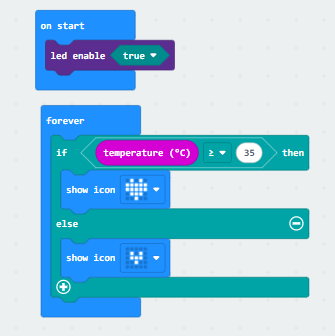 on start
led enable true
forever
if temperature (°C) ≥ 35 then
show icon
else
show icon